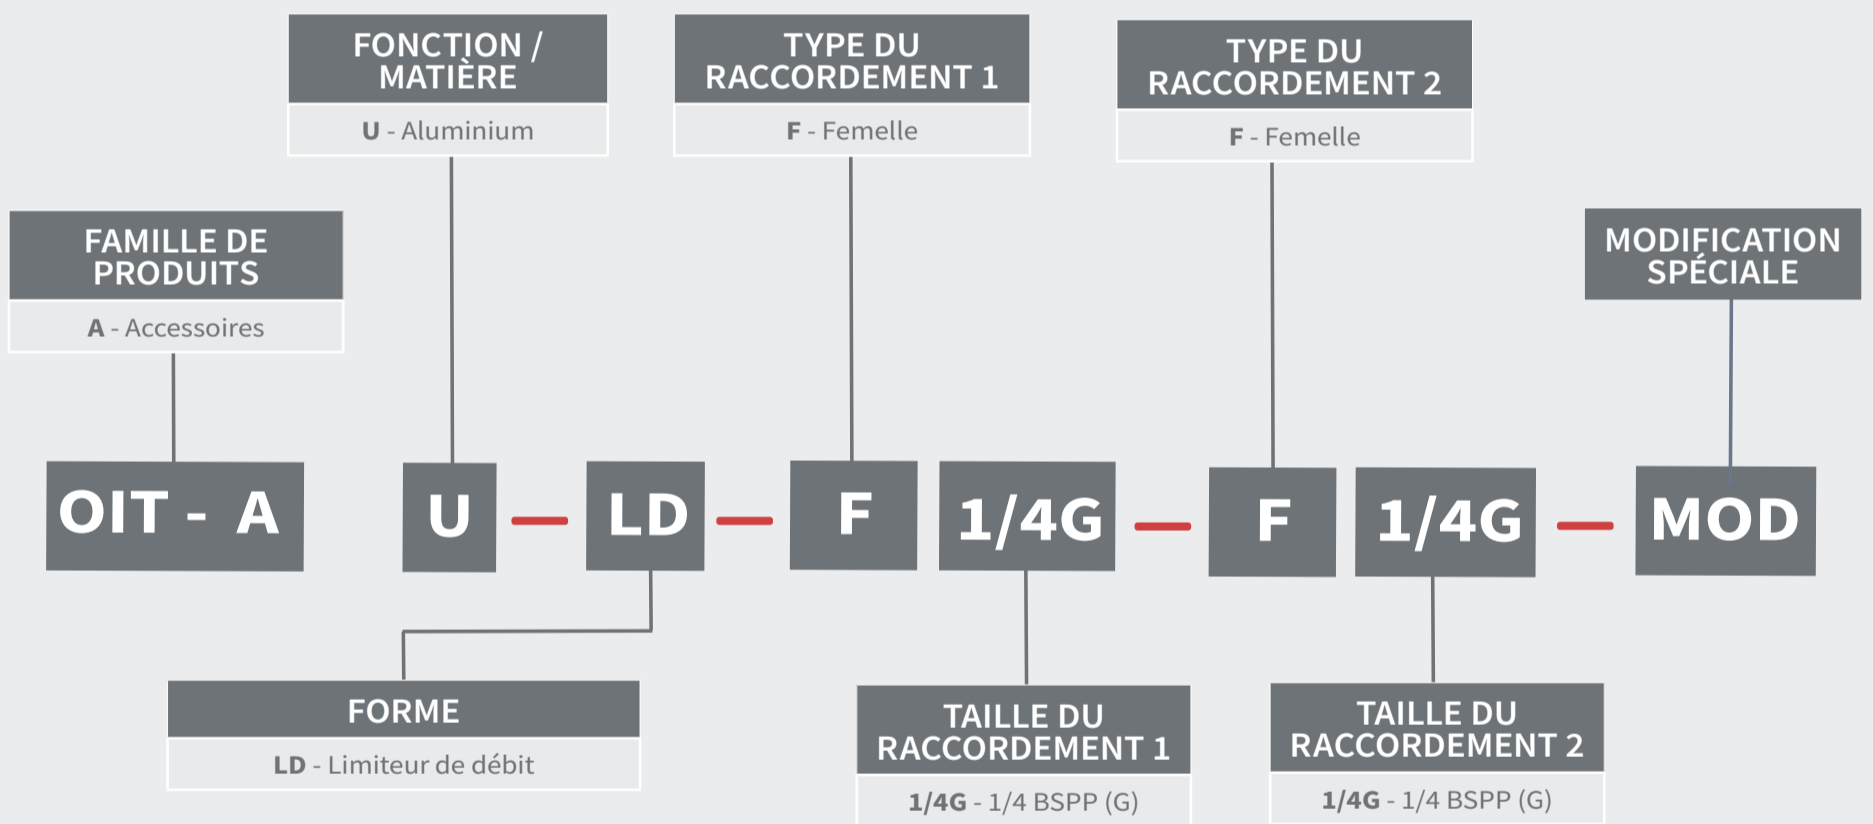 FONCTION /
MATIÈRE
U - Aluminium
TYPE DU
RACCORDEMENT 1
F - Femelle
TYPE DU
RACCORDEMENT 2
F - Femelle
FAMILLE DE
PRODUITS
A - Accessoires
MODIFICATION
SPÉCIALE
OIT - A U — LD — F 1/4G — F 1/4G — MOD
FORME
LD - Limiteur de débit
TAILLE DU
RACCORDEMENT 1
1/4G - 1/4 BSPP (G)
TAILLE DU
RACCORDEMENT 2
1/4G - 1/4 BSPP (G)